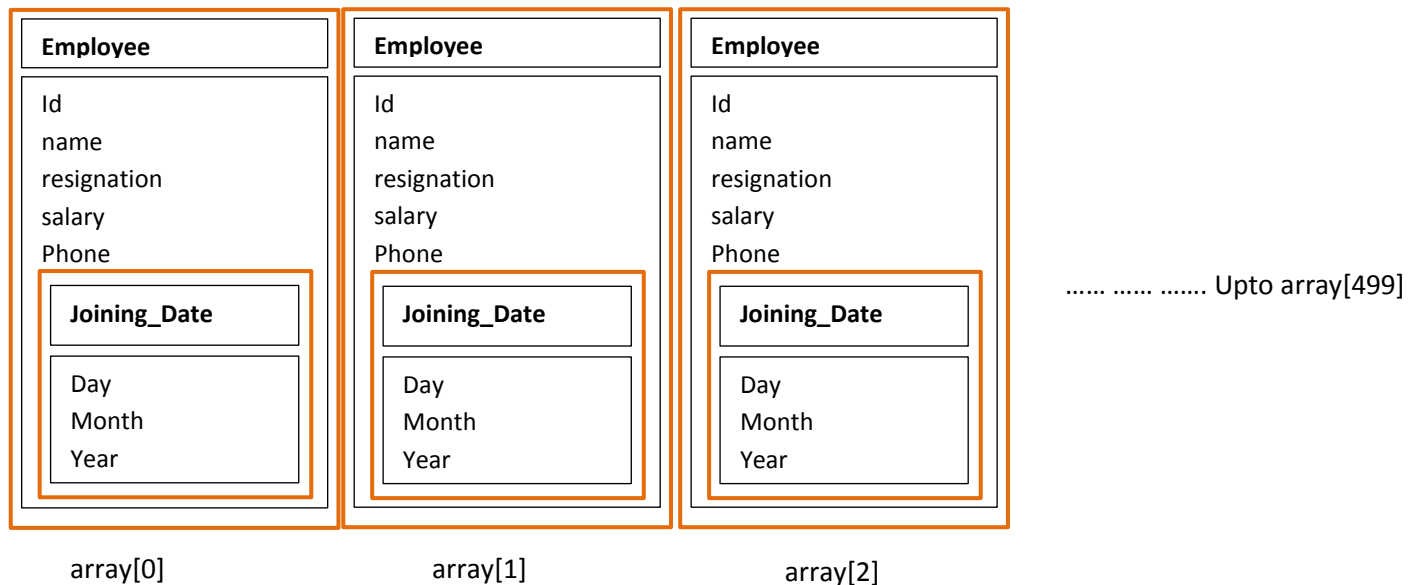 Employee
Id
name
resignation
salary
Phone
Joining_Date
Day
Month
Year
array[0]
Employee
Id
name
resignation
salary
Phone
Joining_Date
Day
Month
Year
array[1]
Employee
Id
name
resignation
salary
Phone
Joining_Date
Day
Month
Year
array[2]
…... …... ……. Upto array[499]